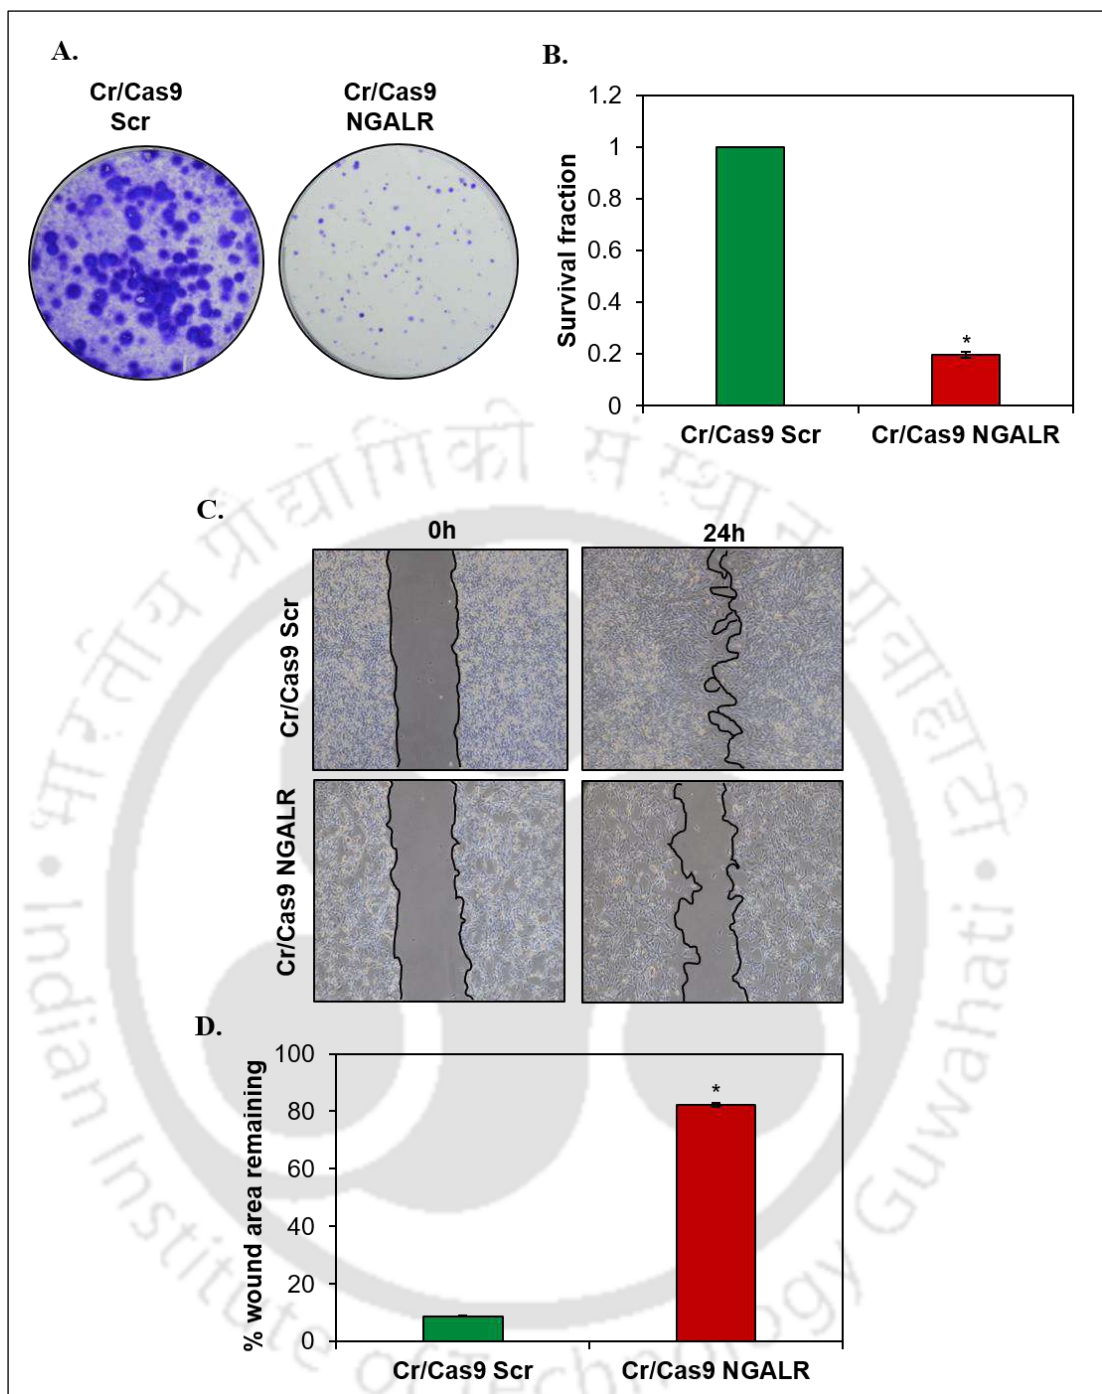 A.
Cr/Cas9
Scr
Cr/Cas9
NGALR
B.
Survival fraction
1.2
1
0.8
0.6
0.4
0.2
0
*
Cr/Cas9 Scr
Cr/Cas9 NGALR
C.
0h
24h
Cr/Cas9 Scr
Cr/Cas9 NGALR
D.
% wound area remaining
100
80
60
40
20
0
*
Cr/Cas9 Scr
Cr/Cas9 NGALR
भारतीय प्रौद्योगिकी संस्थान गुवाहाटी
Indian Institute of Technology Guwahati